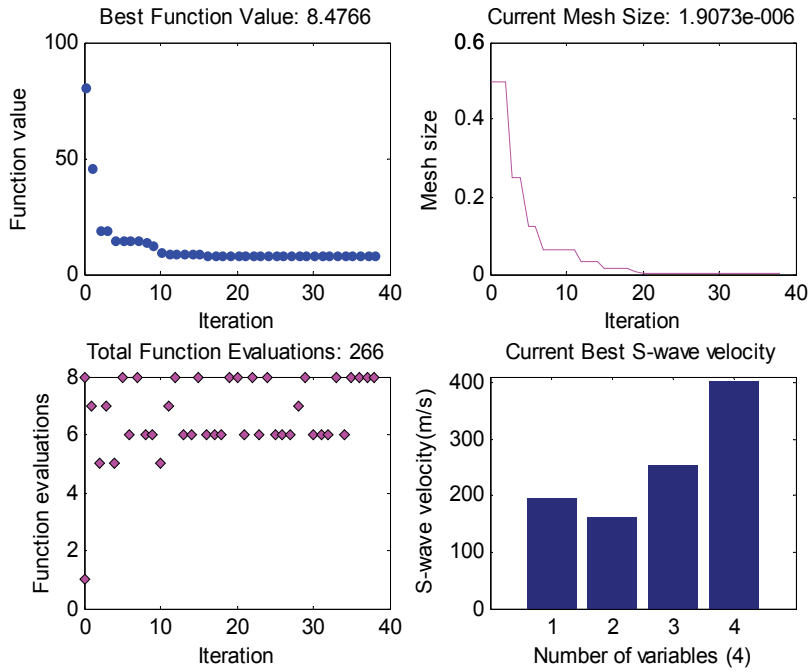 Best Function Value: 8.4766
100
50
0
Function value
0 10 20 30 40
Iteration
Current Mesh Size: 1.9073e-006
0.6
0.4
0.2
0
Mesh size
0 10 20 30 40
Iteration
Total Function Evaluations: 266
8
6
4
2
0
Function evaluations
0 10 20 30 40
Iteration
Current Best S-wave velocity
400
300
200
100
0
S-wave velocity(m/s)
1 2 3 4
Number of variables (4)